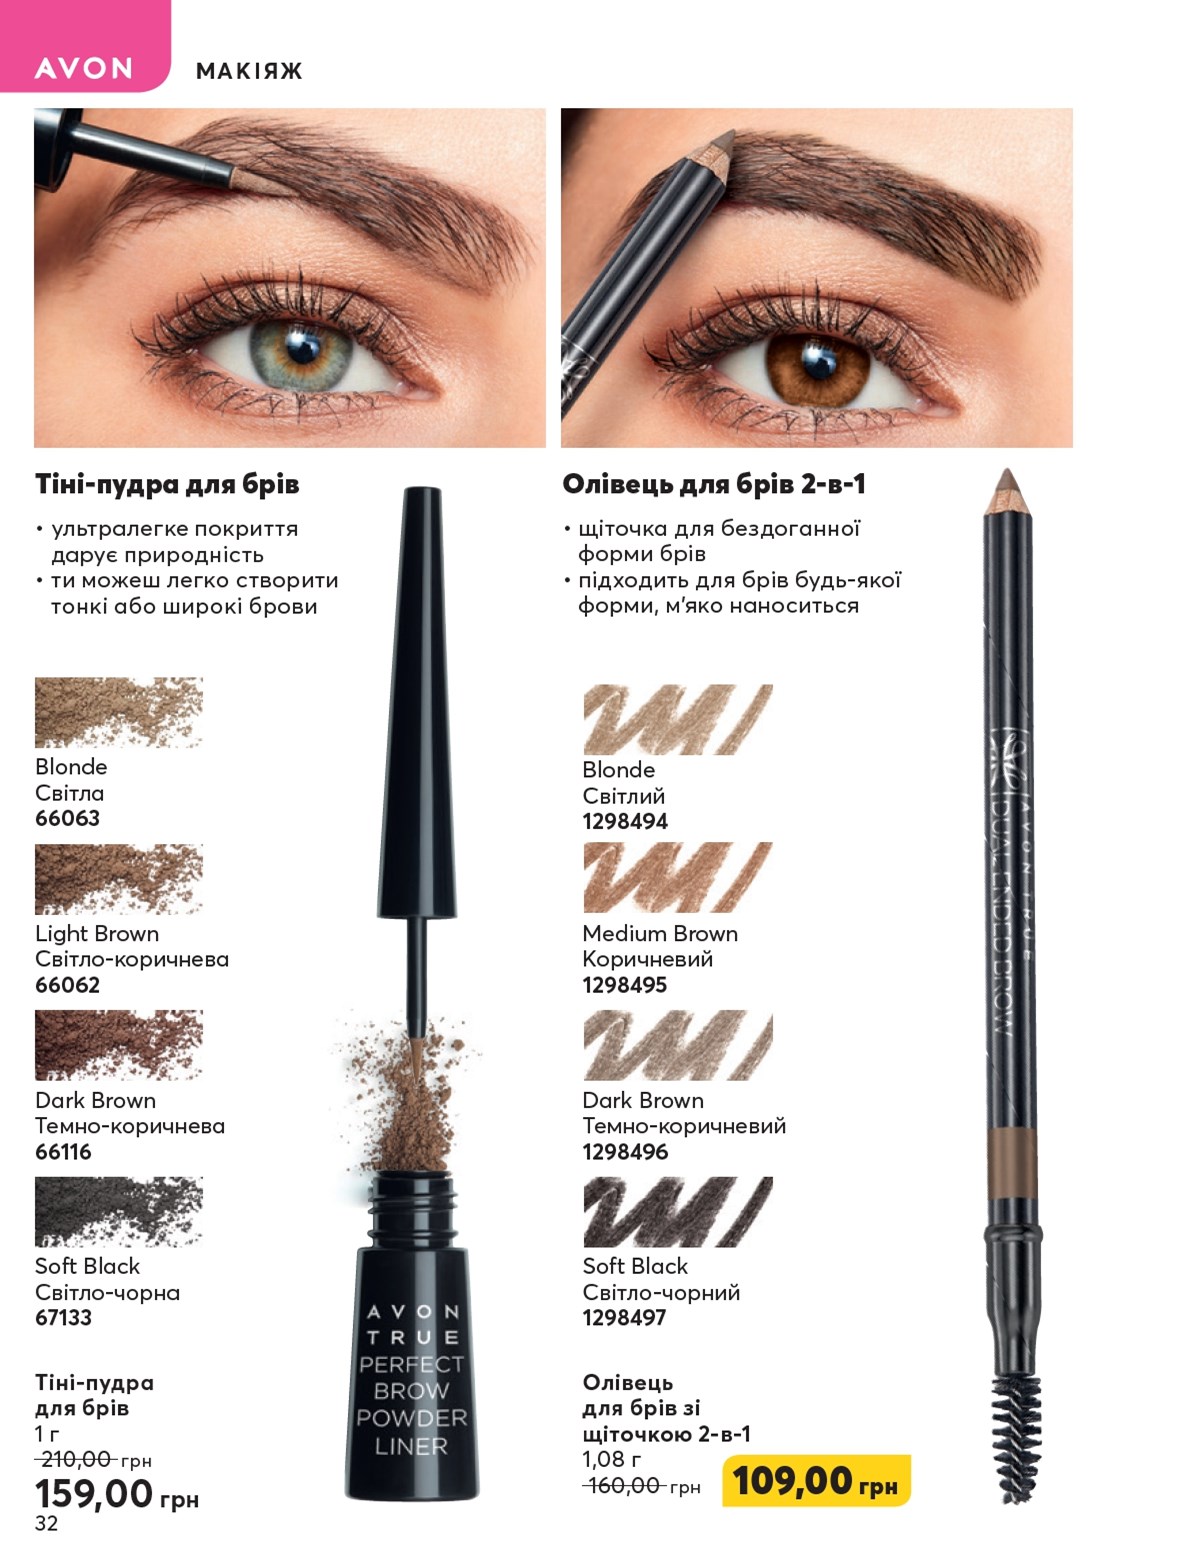 AVON
МАКІЯЖ
Тіні-пудра для брів
• ультралегке покриття
дарує природність
• ти можеш легко створити
тонкі або широкі брови
Blonde
Світла
66063
Light Brown
Світло-коричнева
66062
Dark Brown
Темно-коричнева
66116
Soft Black
Світло-чорна
67133
Тіні-пудра
для брів
1 г
210,00 грн
159,00 грн
32
AVON
TRUE
PERFECT
BROW
POWDER
LINER
Олівець для брів 2-в-1
• щіточка для бездоганної
форми брів
• підходить для брів будь-якої
форми, м'яко наноситься
Blonde
Світлий
1298494
Medium Brown
Коричневий
1298495
Dark Brown
Темно-коричневий
1298496
Soft Black
Світло-чорний
1298497
Олівець
для брів зі
щіточкою 2-в-1
1,08 г
160,00 грн
109,00 грн
AVON TRUE
DUAL ENDED BROW